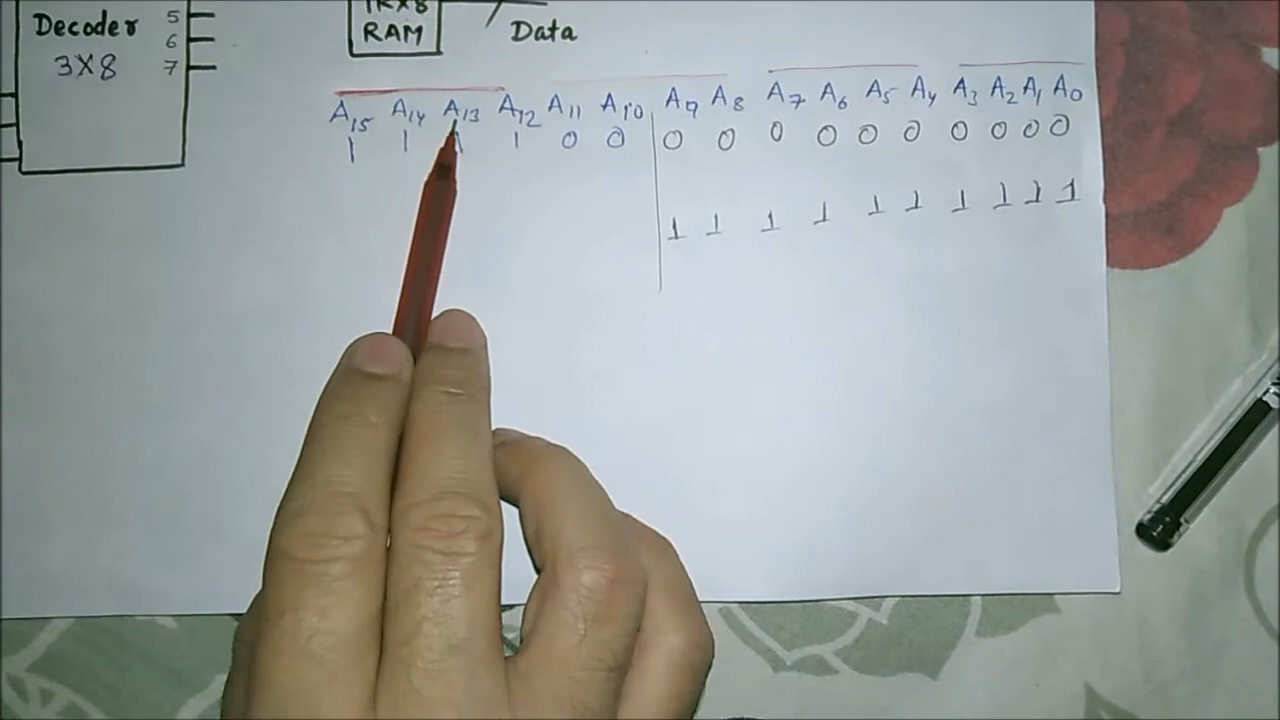 Decoder 5
6
3X8 7
1KX8
RAM
Data
A15 A14 A13 A12 A11 A10 A9 A8 A7 A6 A5 A4 A3 A2 A1 A0
1 1 1 1 0 0 0 0 0 0 0 0 0 0 0 0
1 1 1 1 1 1 1 1 1 1